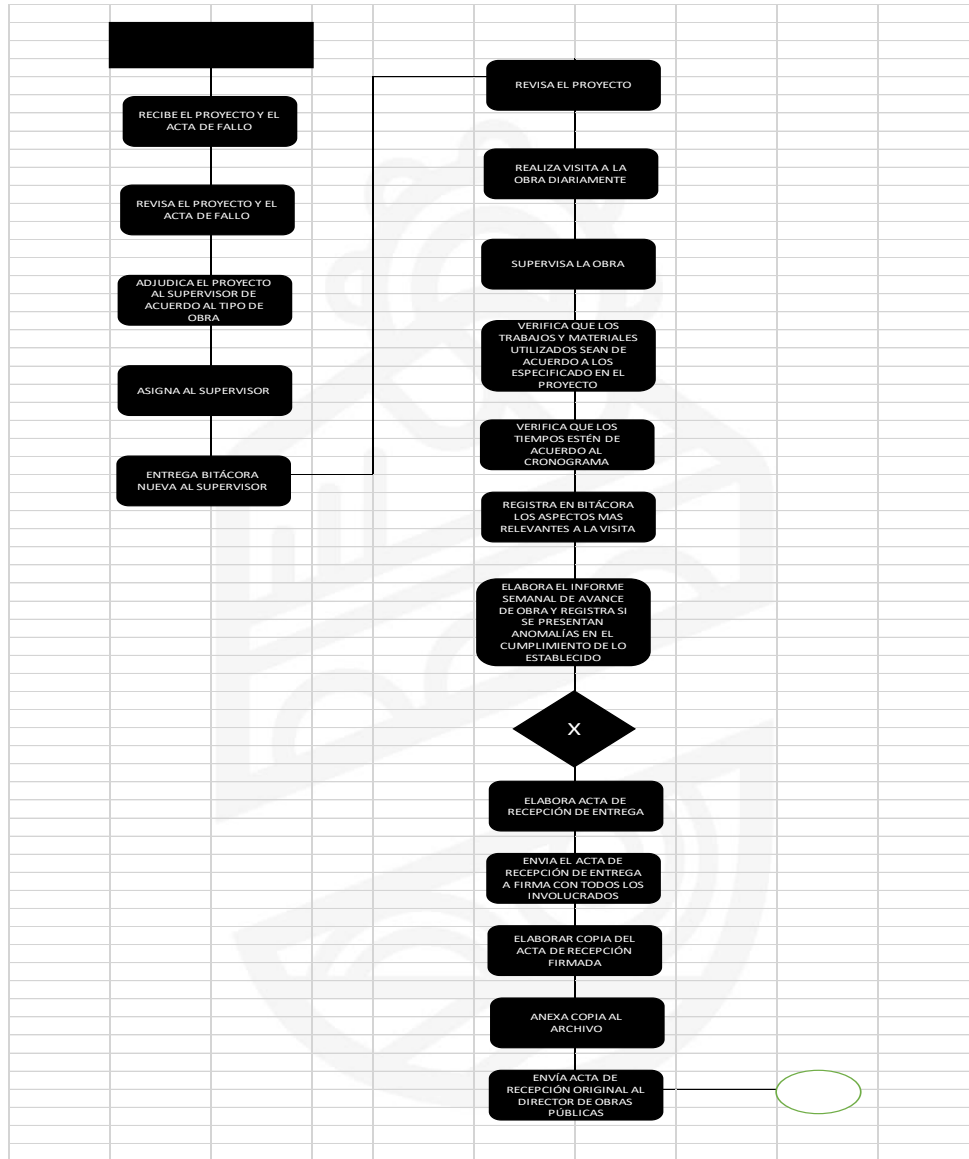 RECIBE EL PROYECTO Y EL
ACTA DE FALLO
REVISA EL PROYECTO Y EL
ACTA DE FALLO
ADJUDICA EL PROYECTO
AL SUPERVISOR DE
ACUERDO AL TIPO DE
OBRA
ASIGNA AL SUPERVISOR
ENTREGA BITÁCORA
NUEVA AL SUPERVISOR
REVISA EL PROYECTO
REALIZA VISITA A LA
OBRA DIARIAMENTE
SUPERVISA LA OBRA
VERIFICA QUE LOS
TRABAJOS Y MATERIALES
UTILIZADOS SEAN DE
ACUERDO A LOS
ESPECIFICADO EN EL
PROYECTO
VERIFICA QUE LOS
TIEMPOS ESTÉN DE
ACUERDO AL
CRONOGRAMA
REGISTRA EN BITÁCORA
LOS ASPECTOS MAS
RELEVANTES A LA VISITA
ELABORA EL INFORME
SEMANAL DE AVANCE
DE OBRA Y REGISTRA SI
SE PRESENTAN
ANOMALÍAS EN EL
CUMPLIMIENTO DE LO
ESTABLECIDO
X
ELABORA ACTA DE
RECEPCIÓN DE ENTREGA
ENVIA EL ACTA DE
RECEPCIÓN DE ENTREGA
A FIRMA CON TODOS LOS
INVOLUCRADOS
ELABORAR COPIA DEL
ACTA DE RECEPCIÓN
FIRMADA
ANEXA COPIA AL
ARCHIVO
ENVÍA ACTA DE
RECEPCIÓN ORIGINAL AL
DIRECTOR DE OBRAS
PÚBLICAS